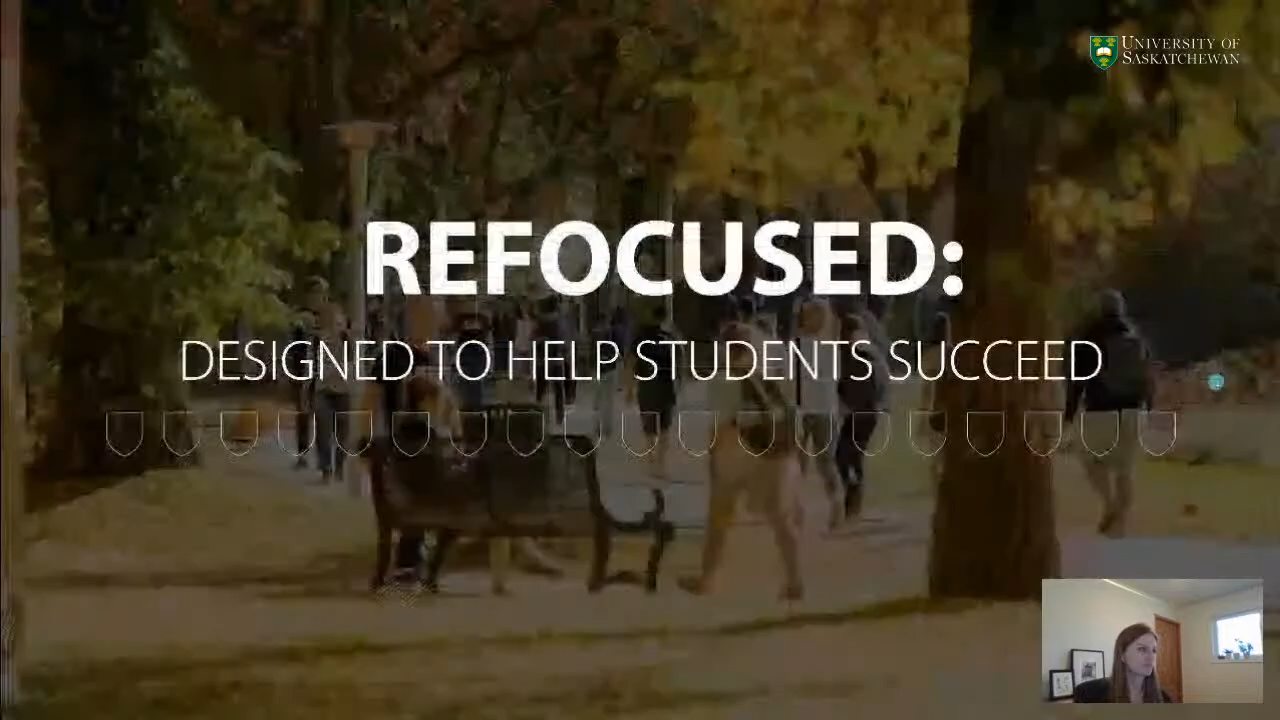 UNIVERSITY OF
SASKATCHEWAN
REFOCUSED:
DESIGNED TO HELP STUDENTS SUCCEED